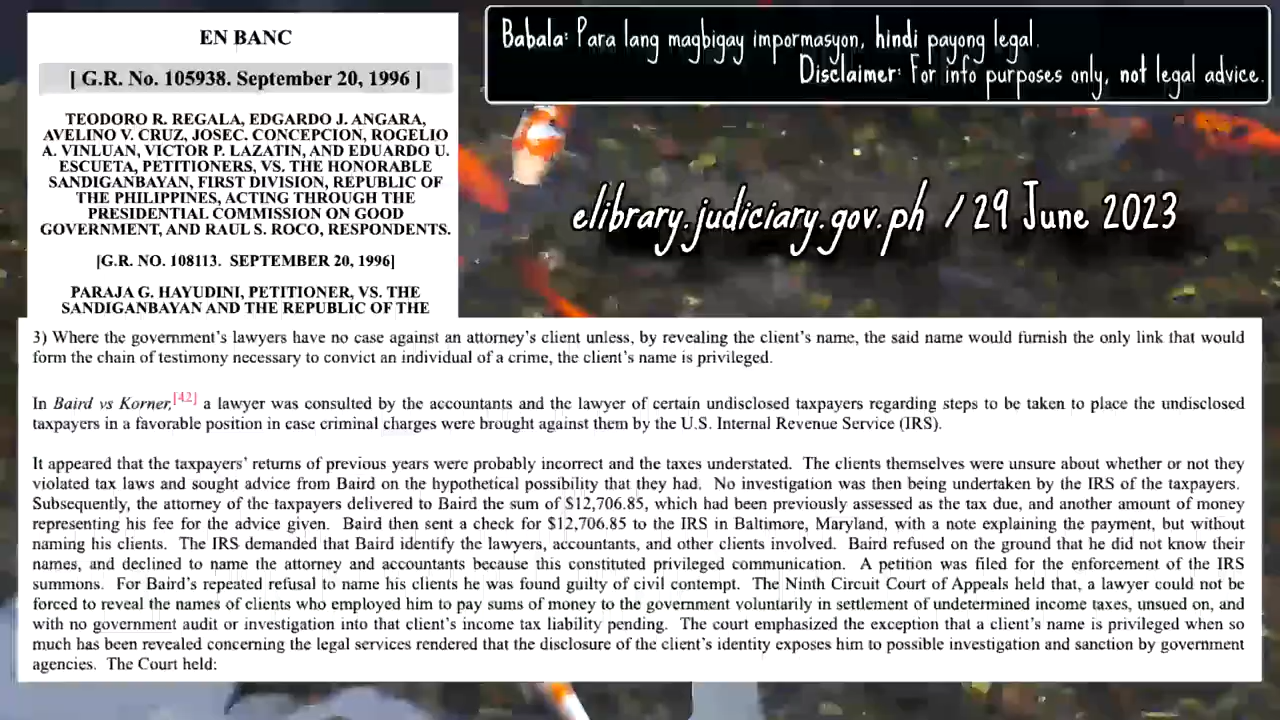 EN BANC
[ G.R. No. 105938. September 20, 1996 ]
TEODORO R. REGALA, EDGARDO J. ANGARA,
AVELINO V. CRUZ, JOSEC. CONCEPCION, ROGELIO
A. VINLUAN, VICTOR P. LAZATIN, AND EDUARDO U.
ESCUETA, PETITIONERS, VS. THE HONORABLE
SANDIGANBAYAN, FIRST DIVISION, REPUBLIC OF
THE PHILIPPINES, ACTING THROUGH THE
PRESIDENTIAL COMMISSION ON GOOD
GOVERNMENT, AND RAUL S. ROCO, RESPONDENTS.
[G.R. NO. 108113. SEPTEMBER 20, 1996]
PARAJA G. HAYUDINI, PETITIONER, VS. THE
SANDIGANBAYAN AND THE REPUBLIC OF THE
Babala: Para lang magbigay impormasyon, hindi payong legal.
Disclaimer: For info purposes only, not legal advice.
elibrary.judiciary.gov.ph / 29 June 2023
3) Where the government's lawyers have no case against an attorney's client unless, by revealing the client's name, the said name would furnish the only link that would
form the chain of testimony necessary to convict an individual of a crime, the client's name is privileged.
In Baird vs Korner,[42] a lawyer was consulted by the accountants and the lawyer of certain undisclosed taxpayers regarding steps to be taken to place the undisclosed
taxpayers in a favorable position in case criminal charges were brought against them by the U.S. Internal Revenue Service (IRS).
It appeared that the taxpayers' returns of previous years were probably incorrect and the taxes understated. The clients themselves were unsure about whether or not they
violated tax laws and sought advice from Baird on the hypothetical possibility that they had. No investigation was then being undertaken by the IRS of the taxpayers.
Subsequently, the attorney of the taxpayers delivered to Baird the sum of $12,706.85, which had been previously assessed as the tax due, and another amount of money
representing his fee for the advice given. Baird then sent a check for $12,706.85 to the IRS in Baltimore, Maryland, with a note explaining the payment, but without
naming his clients. The IRS demanded that Baird identify the lawyers, accountants, and other clients involved. Baird refused on the ground that he did not know their
names, and declined to name the attorney and accountants because this constituted privileged communication. A petition was filed for the enforcement of the IRS
summons. For Baird's repeated refusal to name his clients he was found guilty of civil contempt. The Ninth Circuit Court of Appeals held that, a lawyer could not be
forced to reveal the names of clients who employed him to pay sums of money to the government voluntarily in settlement of undetermined income taxes, unsued on, and
with no government audit or investigation into that client's income tax liability pending. The court emphasized the exception that a client's name is privileged when so
much has been revealed concerning the legal services rendered that the disclosure of the client's identity exposes him to possible investigation and sanction by government
agencies. The Court held: